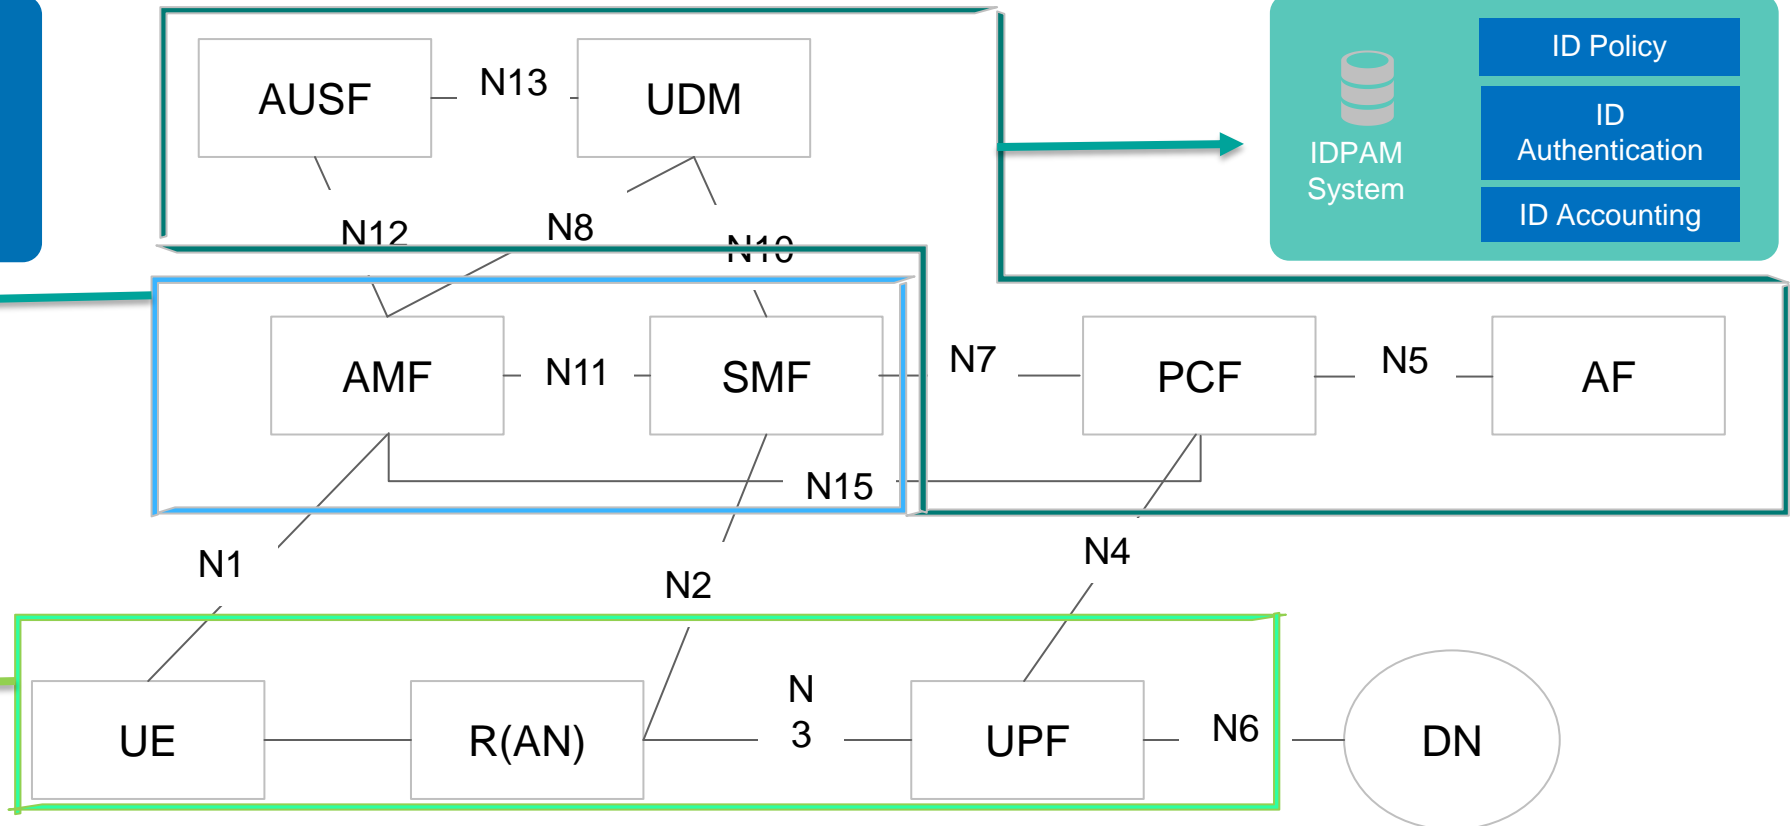 AUSF
N13
UDM
ID Policy
ID
Authentication
ID Accounting
IDPAM
System
N12
N8
N10
AMF
N11
SMF
N7
PCF
N5
AF
N15
N1
N2
N4
UE
R(AN)
N
3
UPF
N6
DN